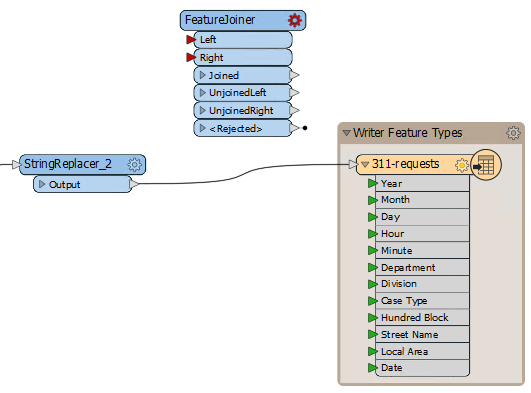 FeatureJoiner
Left
Right
Joined
UnjoinedLeft
UnjoinedRight
<Rejected>
Writer Feature Types
StringReplacer_2
Output
311-requests
Year
Month
Day
Hour
Minute
Department
Division
Case Type
Hundred Block
Street Name
Local Area
Date